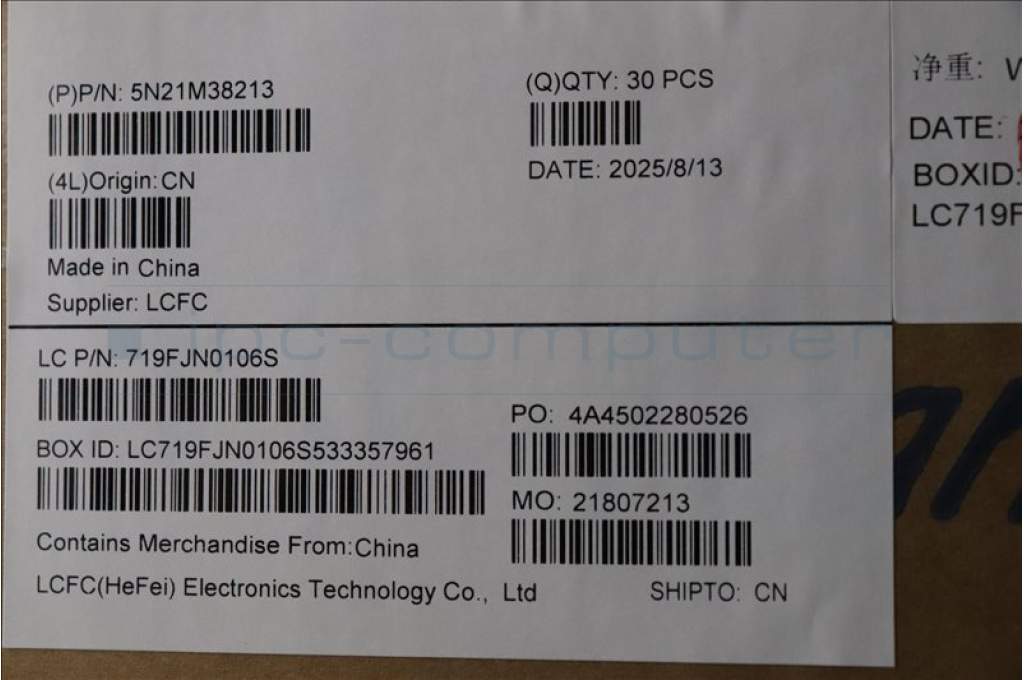 (P)P/N: 5N21M38213
(4L)Origin:CN
Made in China
Supplier: LCFC
(Q)QTY: 30 PCS
DATE: 2025/8/13
LC P/N: 719FJN0106S
BOX ID: LC719FJN0106S533357961
Contains Merchandise From:China
LCFC(HeFei) Electronics Technology Co., Ltd
PO: 4A4502280526
MO: 21807213
SHIPTO: CN
净重:
DATE:
BOXID:
LC719F
ipc-computer